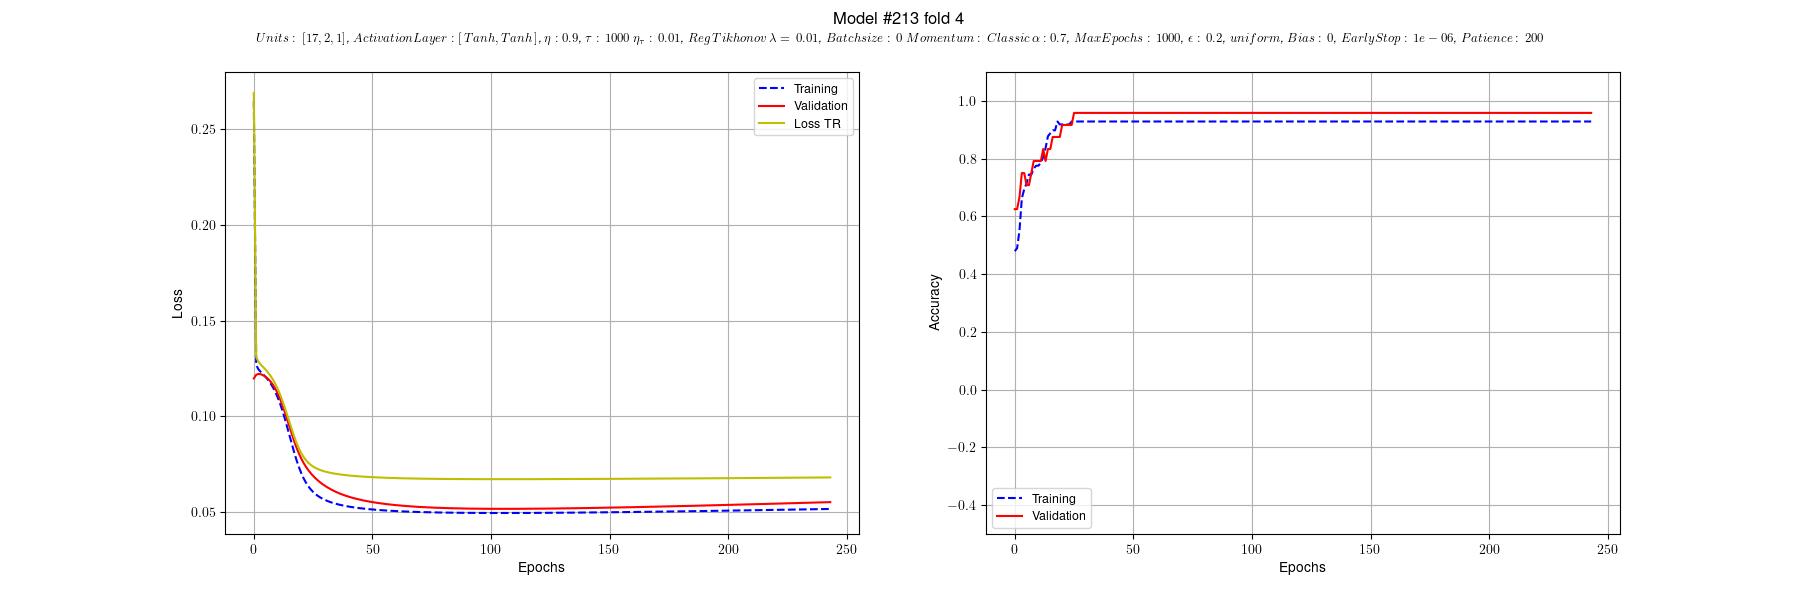 Model #213 fold 4
Units : [17, 2, 1], ActivationLayer : [Tanh, Tanh], η : 0.9, τ : 1000 ητ : 0.01, RegTikhonov λ = 0.01, Batchsize : 0 Momentum : Classic α : 0.7, MaxEpochs : 1000, ϵ : 0.2, uniform, Bias : 0, EarlyStop : 1e − 06, Patience : 200
Training
Validation
Loss TR
0.25
0.20
0.15
0.10
0.05
Loss
0
50
100
150
200
250
Epochs
1.0
0.8
0.6
0.4
0.2
0.0
−0.2
−0.4
Accuracy
Training
Validation
0
50
100
150
200
250
Epochs